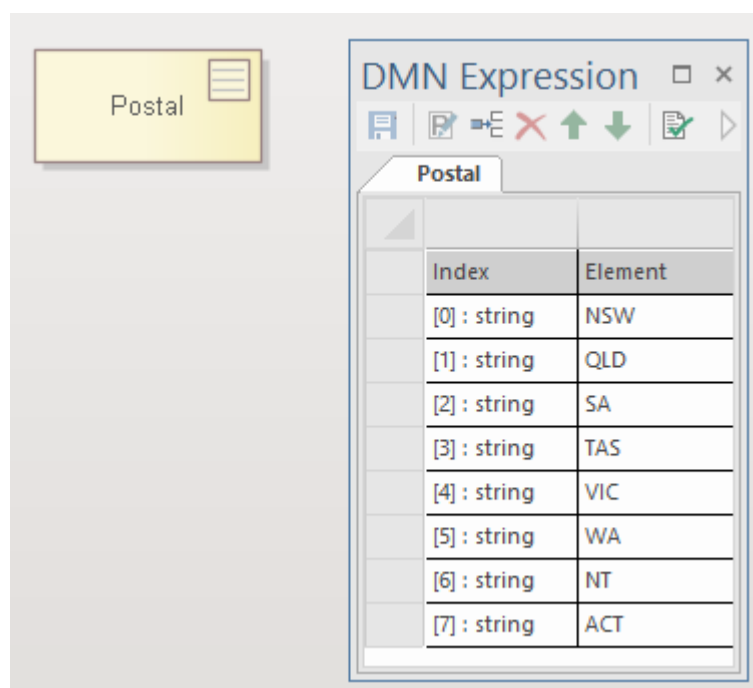 Postal
DMN Expression
Postal
Index Element
[0] : string NSW
[1] : string QLD
[2] : string SA
[3] : string TAS
[4] : string VIC
[5] : string WA
[6] : string NT
[7] : string ACT